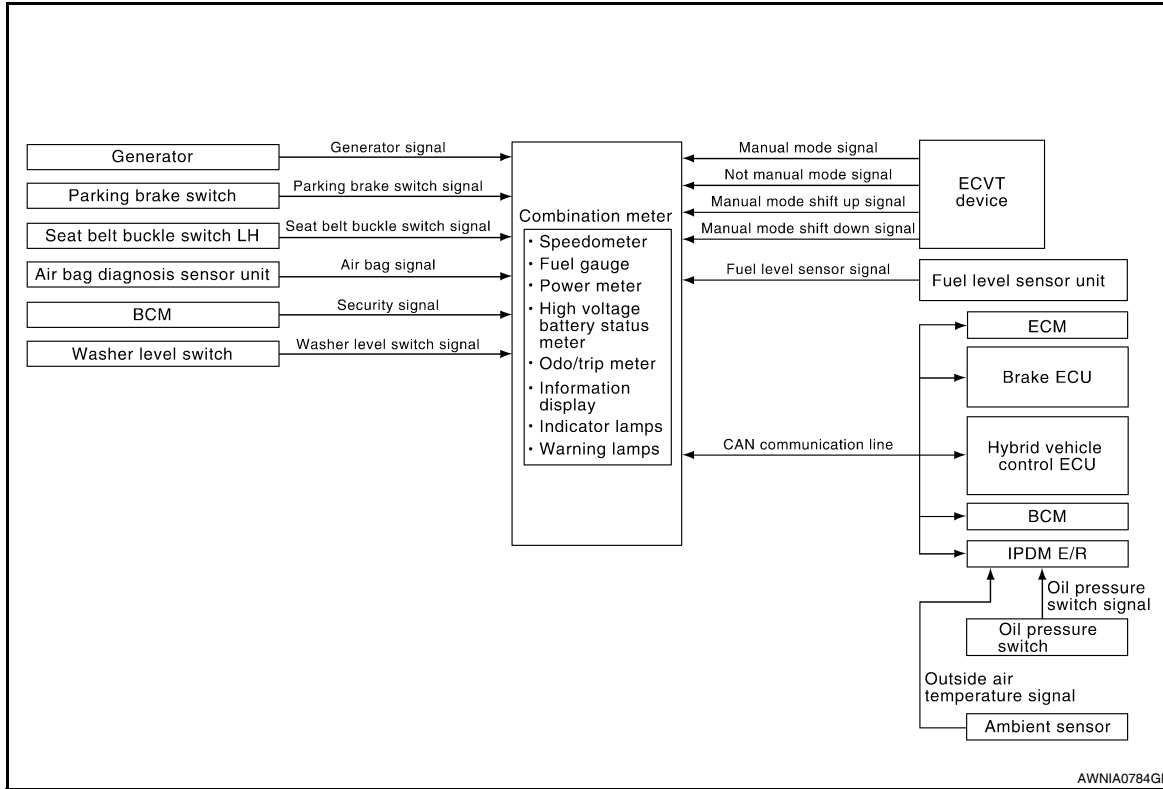 Generator
Generator signal
Parking brake switch
Parking brake switch signal
Seat belt buckle switch LH
Seat belt buckle switch signal
Air bag diagnosis sensor unit
Air bag signal
BCM
Security signal
Washer level switch
Washer level switch signal
Combination meter
・Speedometer
・Fuel gauge
・Power meter
・High voltage
battery status
meter
・Odo/trip meter
・Information
display
・Indicator lamps
・Warning lamps
Manual mode signal
Not manual mode signal
Manual mode shift up signal
Manual mode shift down signal
ECVT
device
Fuel level sensor signal
Fuel level sensor unit
CAN communication line
ECM
Brake ECU
Hybrid vehicle
control ECU
BCM
IPDM E/R
Oil pressure
switch signal
Oil pressure
switch
Outside air
temperature signal
Ambient sensor